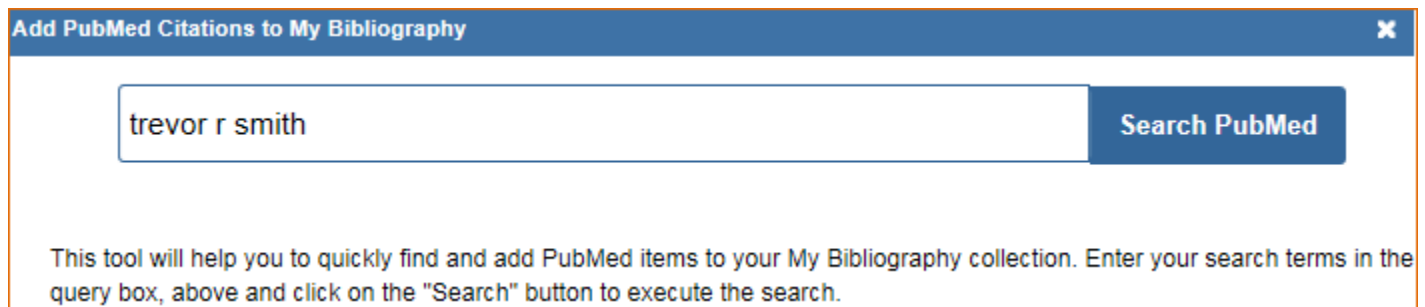 Add PubMed Citations to My Bibliography
trevor r smith
Search PubMed
This tool will help you to quickly find and add PubMed items to your My Bibliography collection. Enter your search terms in the
query box, above and click on the "Search" button to execute the search.